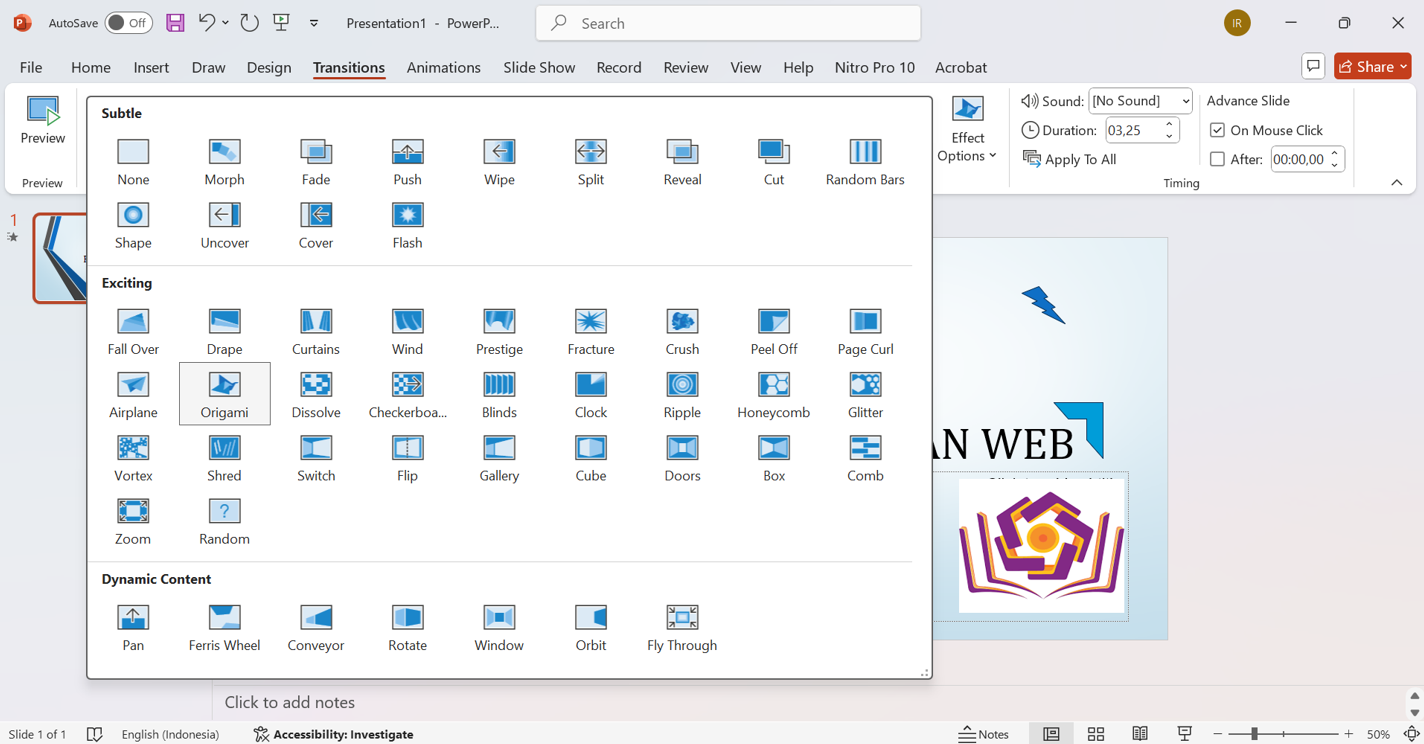 AutoSave Off Presentation1 - PowerP... Search IR
File Home Insert Draw Design Transitions Animations Slide Show Record Review View Help Nitro Pro 10 Acrobat Share
Preview
Preview
Subtle
None Morph Fade Push Wipe Split Reveal Cut Random Bars
Shape Uncover Cover Flash
Exciting
Fall Over Drape Curtains Wind Prestige Fracture Crush Peel Off Page Curl
Airplane Origami Dissolve Checkerboa... Blinds Clock Ripple Honeycomb Glitter
Vortex Shred Switch Flip Gallery Cube Doors Box Comb
Zoom Random
Dynamic Content
Pan Ferris Wheel Conveyor Rotate Window Orbit Fly Through
Effect
Options
Sound: [No Sound]
Duration: 03,25
Apply To All
Advance Slide
On Mouse Click
After: 00:00,00
Timing
1
AN WEB
Click to add notes
Slide 1 of 1 English (Indonesia) Accessibility: Investigate Notes 50%